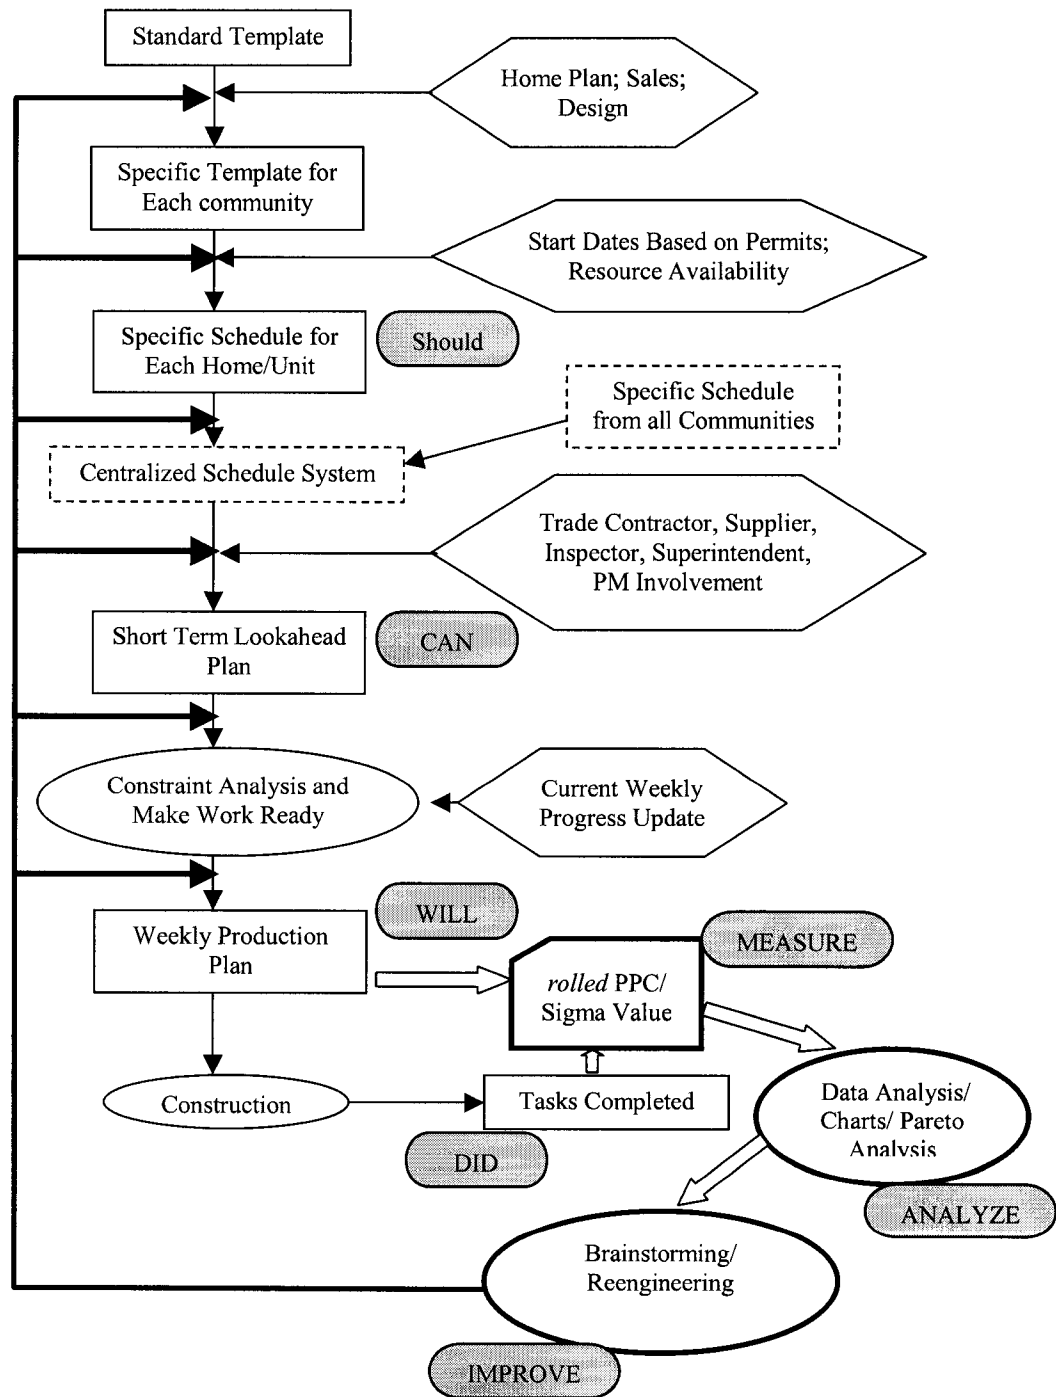 Standard Template
Home Plan; Sales;
Design
Specific Template for
Each community
Start Dates Based on Permits;
Resource Availability
Specific Schedule for
Each Home/Unit
Should
Specific Schedule
from all Communities
Centralized Schedule System
Trade Contractor, Supplier,
Inspector, Superintendent,
PM Involvement
Short Term Lookahead
Plan
CAN
Constraint Analysis and
Make Work Ready
Current Weekly
Progress Update
WILL
Weekly Production
Plan
MEASURE
rolled PPC/
Sigma Value
Construction
Tasks Completed
DID
Data Analysis/
Charts/ Pareto
Analysis
ANALYZE
Brainstorming/
Reengineering
IMPROVE